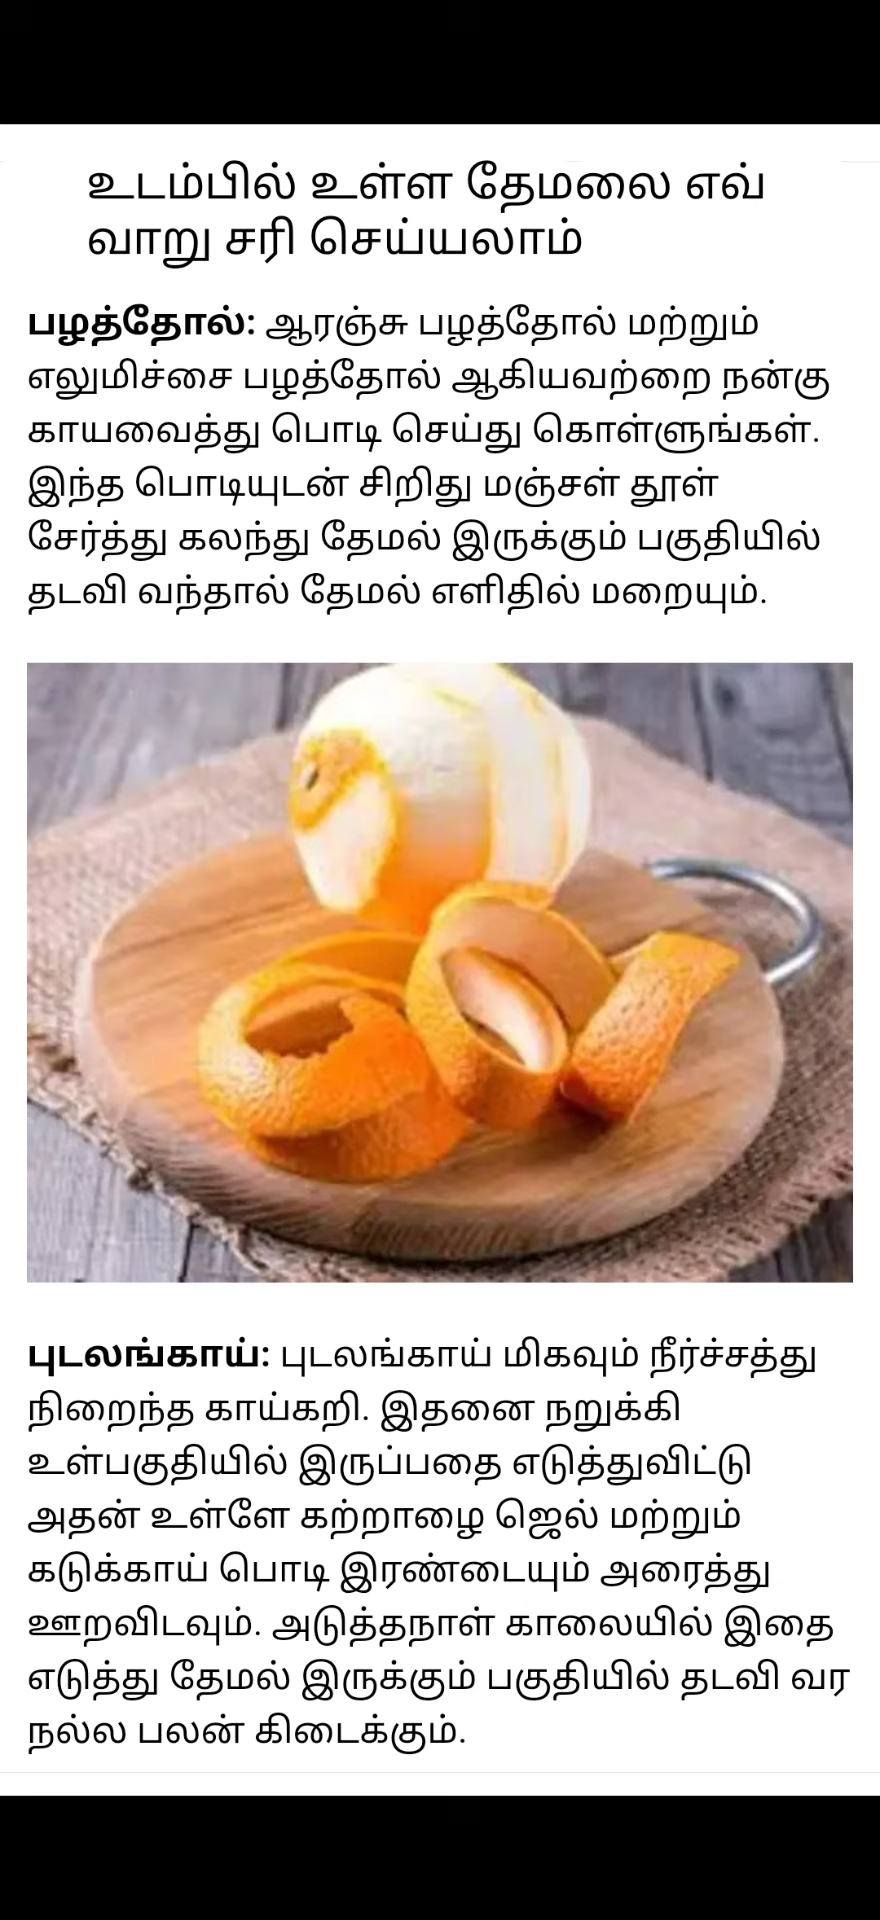 உடம்பில் உள்ள தேமலை எவ்
வாறு சரி செய்யலாம்
பழத்தோல்: ஆரஞ்சு பழத்தோல் மற்றும்
எலுமிச்சை பழத்தோல் ஆகியவற்றை நன்கு
காயவைத்து பொடி செய்து கொள்ளுங்கள்.
இந்த பொடியுடன் சிறிது மஞ்சள் தூள்
சேர்த்து கலந்து தேமல் இருக்கும் பகுதியில்
தடவி வந்தால் தேமல் எளிதில் மறையும்.
புடலங்காய்: புடலங்காய் மிகவும் நீர்ச்சத்து
நிறைந்த காய்கறி. இதனை நறுக்கி
உள்பகுதியில் இருப்பதை எடுத்துவிட்டு
அதன் உள்ளே கற்றாழை ஜெல் மற்றும்
கடுக்காய் பொடி இரண்டையும் அரைத்து
ஊறவிடவும். அடுத்தநாள் காலையில் இதை
எடுத்து தேமல் இருக்கும் பகுதியில் தடவி வர
நல்ல பலன் கிடைக்கும்.